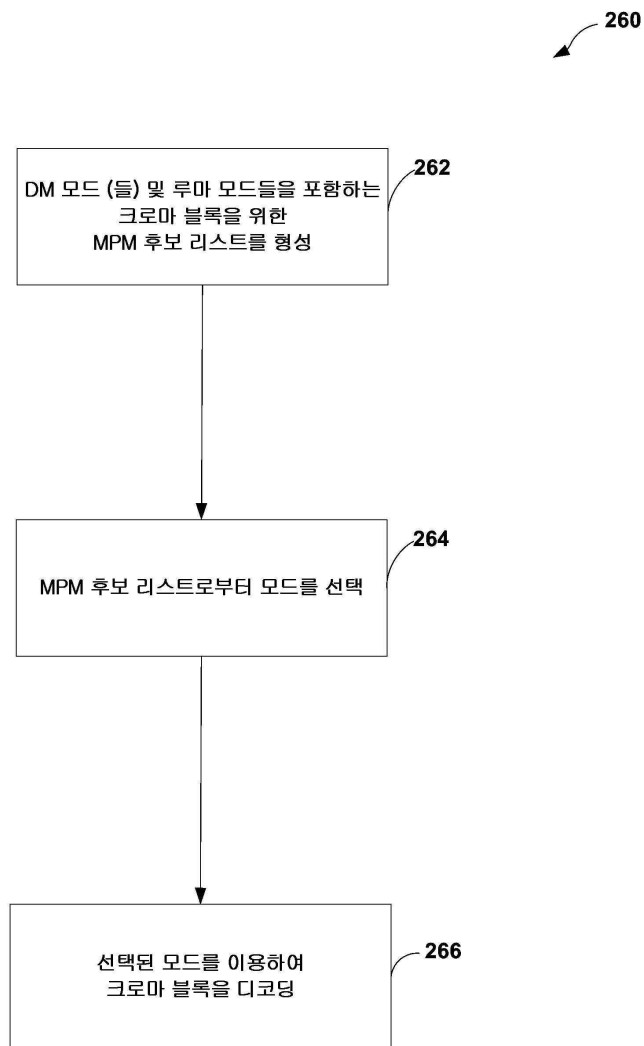 260
DM 모드 (들) 및 루마 모드들을 포함하는
크로마 블록을 위한
MPM 후보 리스트를 형성
262
MPM 후보 리스트로부터 모드를 선택
264
선택된 모드를 이용하여
크로마 블록을 디코딩
266